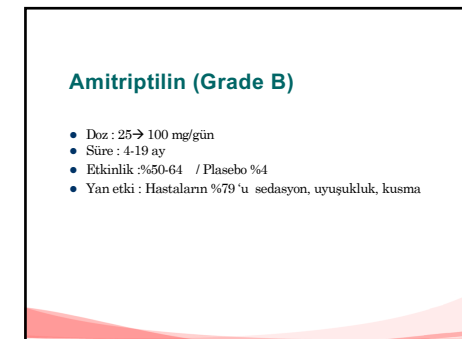 Amitriptilin (Grade B)
● Doz : 25→ 100 mg/gün
● Süre : 4-19 ay
● Etkinlik :%50-64 / Plasebo %4
● Yan etki : Hastaların %79 ‘u sedasyon, uyuşukluk, kusma